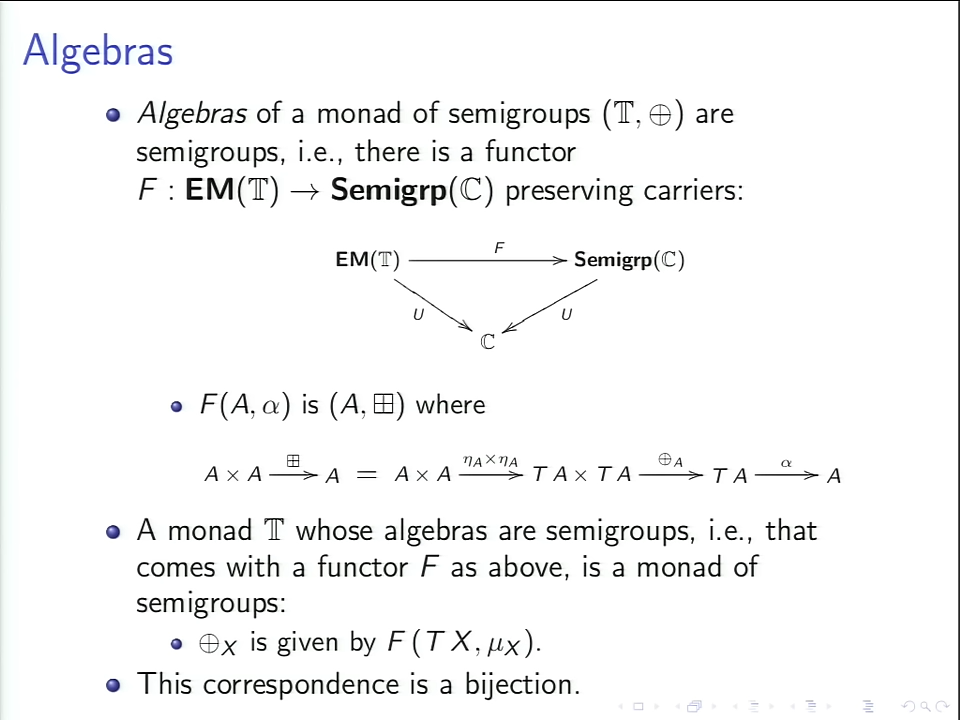 Algebras
Algebras of a monad of semigroups (𝕋, ⊕) are
semigroups, i.e., there is a functor
F : EM(𝕋) → Semigrp(ℂ) preserving carriers:
EM(𝕋) F Semigrp(ℂ)
U U
ℂ
F(A, α) is (A, ⊞) where
A × A ⊞ A = A × A η_A×η_A T A × T A ⊕_A T A α A
A monad 𝕋 whose algebras are semigroups, i.e., that
comes with a functor F as above, is a monad of
semigroups:
⊕_X is given by F (T X, μ_X).
This correspondence is a bijection.